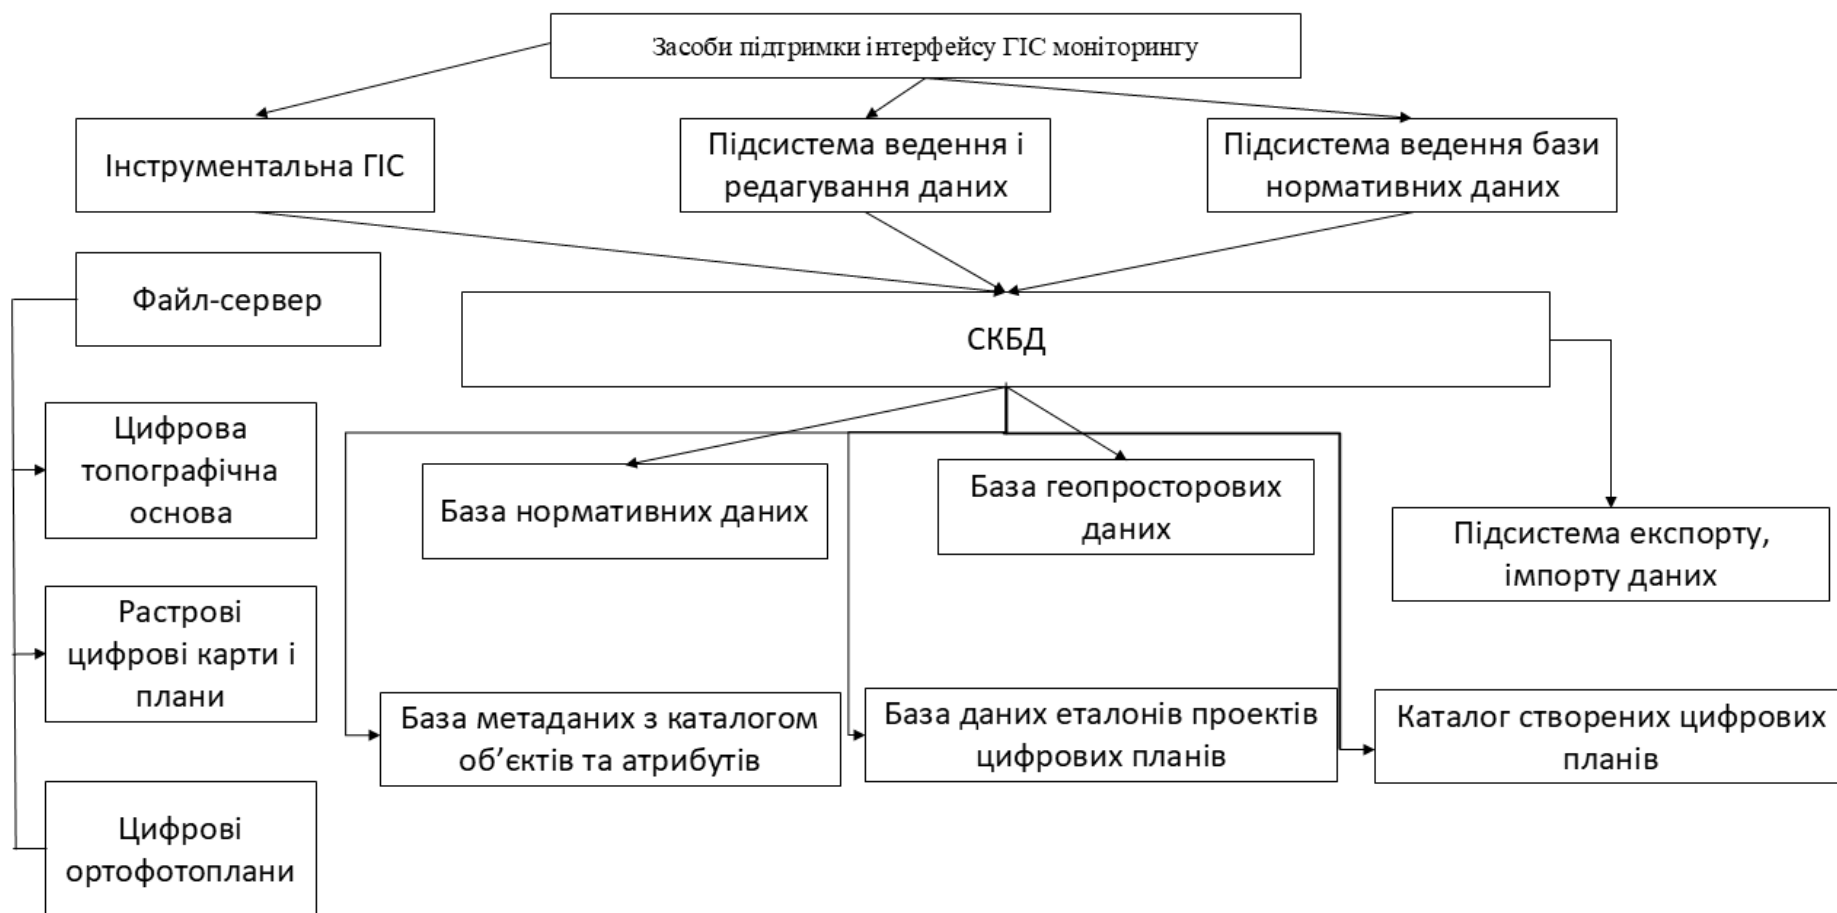 Засоби підтримки інтерфейсу ГІС моніторингу
Інструментальна ГІС
Підсистема ведення і
редагування даних
Підсистема ведення бази
нормативних даних
Файл-сервер
СКБД
Цифрова
топографічна
основа
База нормативних даних
База геопросторових
даних
Підсистема експорту,
імпорту даних
Растрові
цифрові карти і
плани
База метаданих з каталогом
об’єктів та атрибутів
База даних еталонів проектів
цифрових планів
Каталог створених цифрових
планів
Цифрові
ортофотоплани